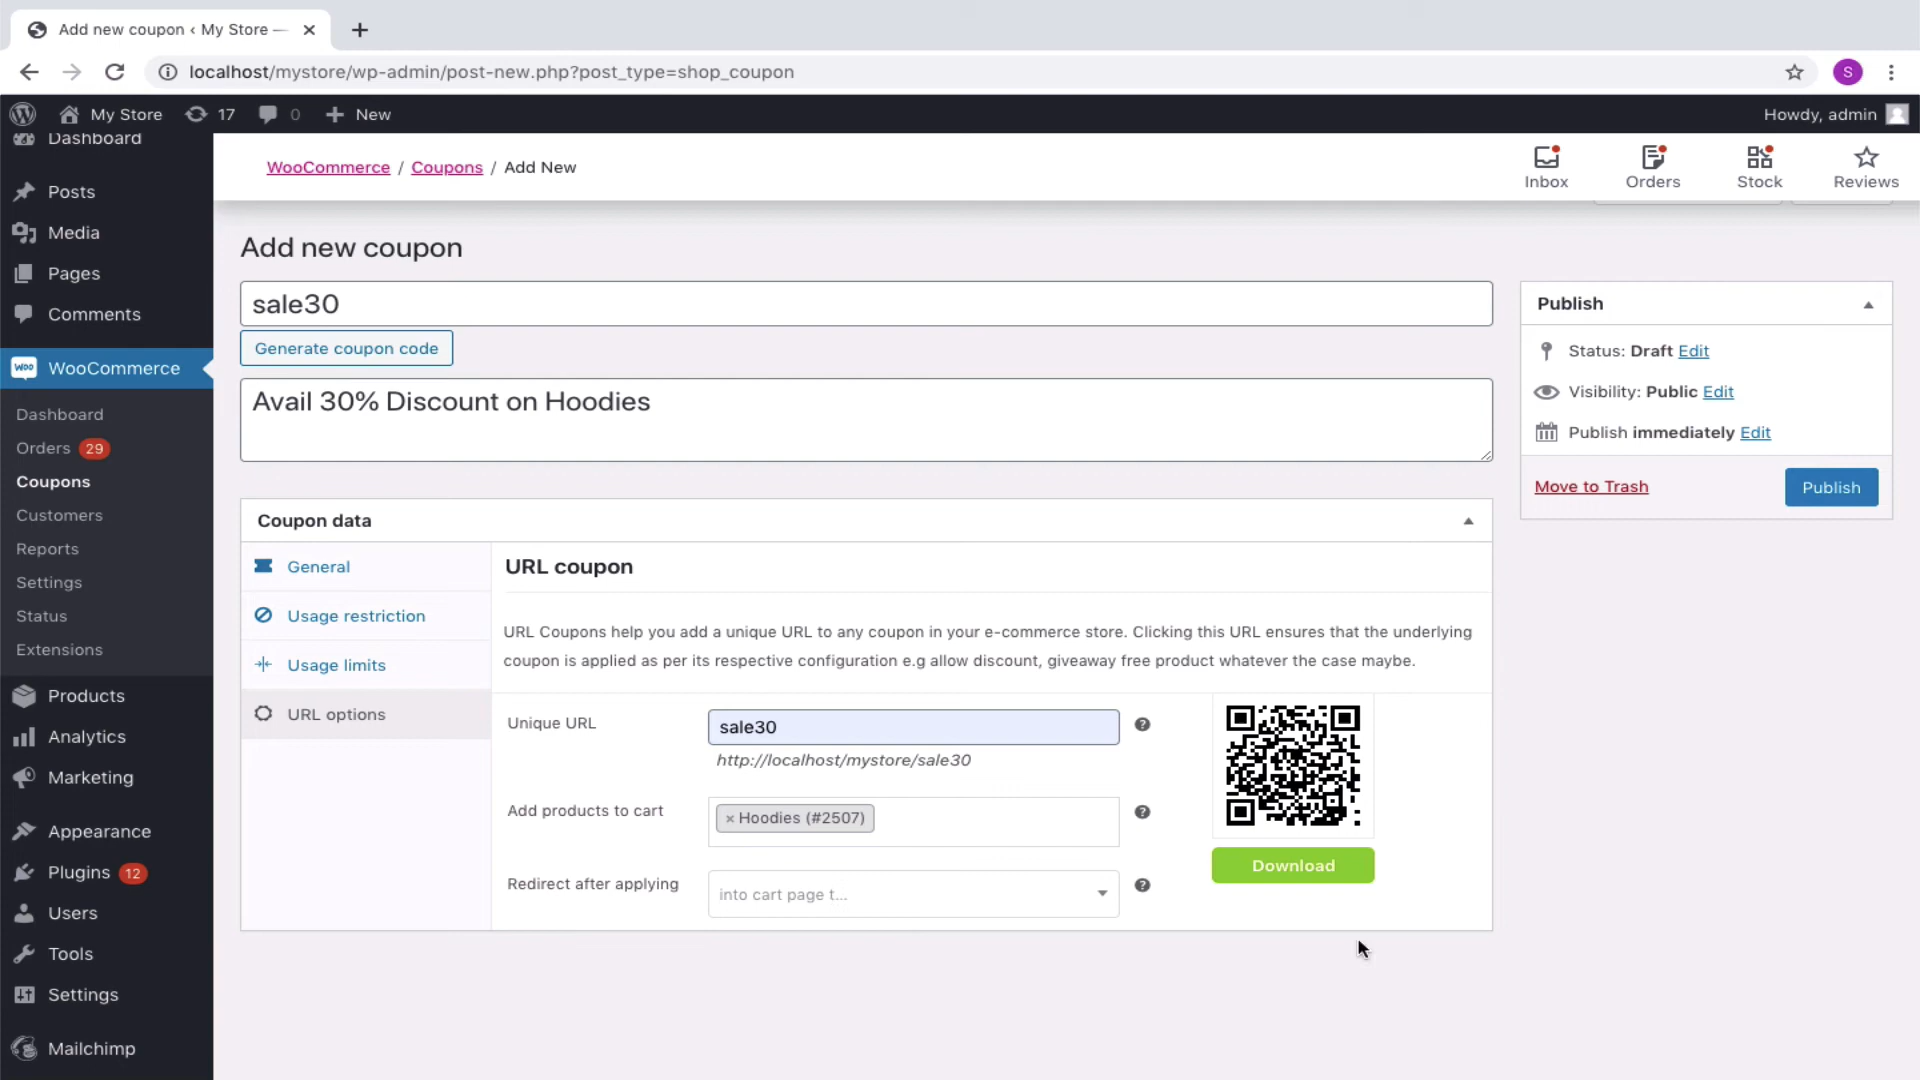 Add new coupon ‹ My Store —
localhost/mystore/wp-admin/post-new.php?post_type=shop_coupon
S
My Store 17 0 New
Howdy, admin
Dashboard
Posts
Media
Pages
Comments
WooCommerce
Dashboard
Orders 29
Coupons
Customers
Reports
Settings
Status
Extensions
Products
Analytics
Marketing
Appearance
Plugins 12
Users
Tools
Settings
Mailchimp
WooCommerce / Coupons / Add New
Inbox
Orders
Stock
Reviews
Add new coupon
sale30
Generate coupon code
Avail 30% Discount on Hoodies
Coupon data
General
Usage restriction
Usage limits
URL options
URL coupon
URL Coupons help you add a unique URL to any coupon in your e-commerce store. Clicking this URL ensures that the underlying
coupon is applied as per its respective configuration e.g allow discount, giveaway free product whatever the case maybe.
Unique URL
sale30
http://localhost/mystore/sale30
Add products to cart
× Hoodies (#2507)
Redirect after applying
into cart page t...
Download
Publish
Status: Draft Edit
Visibility: Public Edit
Publish immediately Edit
Move to Trash
Publish